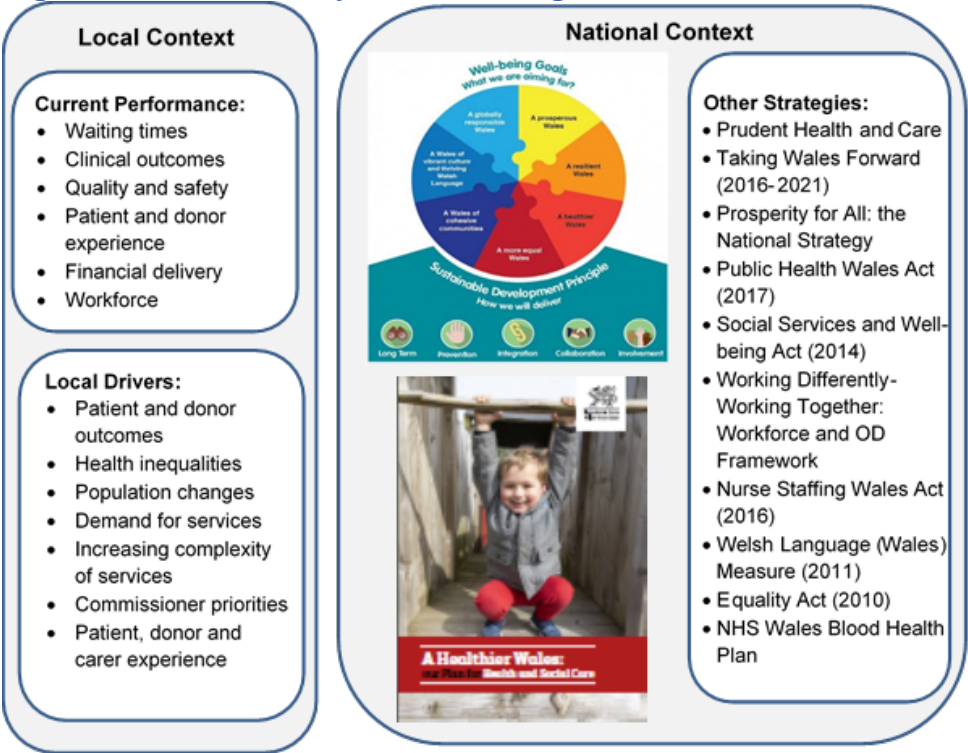 Local Context
Current Performance:
• Waiting times
• Clinical outcomes
• Quality and safety
• Patient and donor
experience
• Financial delivery
• Workforce
Local Drivers:
• Patient and donor
outcomes
• Health inequalities
• Population changes
• Demand for services
• Increasing complexity
of services
• Commissioner priorities
• Patient, donor and
carer experience
National Context
Well-being Goals
What we are aiming for?
A globally
responsible
Wales
A prosperous
Wales
A Wales of
vibrant culture
and thriving
Welsh
Language
A resilient
Wales
A Wales of
cohesive
communities
A healthier
Wales
A more equal
Wales
Sustainable Development Principle
How we will deliver
Long Term
Prevention
Integration
Collaboration
Involvement
A Healthier Wales:
our Plan for Health and Social Care
Other Strategies:
• Prudent Health and Care
• Taking Wales Forward
(2016-2021)
• Prosperity for All: the
National Strategy
• Public Health Wales Act
(2017)
• Social Services and Well-
being Act (2014)
• Working Differently-
Working Together:
Workforce and OD
Framework
• Nurse Staffing Wales Act
(2016)
• Welsh Language (Wales)
Measure (2011)
• Equality Act (2010)
• NHS Wales Blood Health
Plan